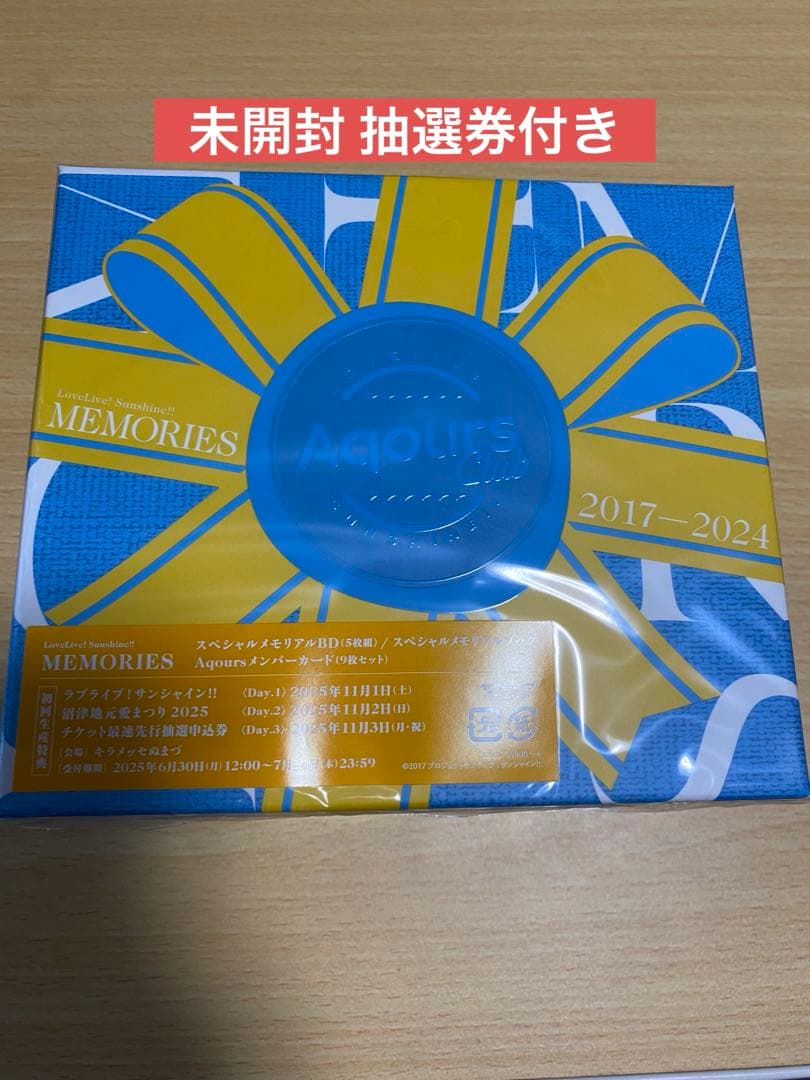 未開封 抽選券付き
LoveLive! Sunshine!!
MEMORIES
Aqours
Club
2017—2024
LoveLive! Sunshine!!
MEMORIES
スペシャルメモリアルBD(5枚組) / スペシャルメモリアルブック
Aqoursメンバーカード(9枚セット)
初回生産特典
ラブライブ!サンシャイン!!
沼津地元愛まつり2025
チケット最速先行抽選申込券
〈Day.1〉2025年11月1日(土)
〈Day.2〉2025年11月2日(日)
〈Day.3〉2025年11月3日(月・祝)
[会場] キラメッセぬまづ
[受付期間] 2025年6月30日(月)12:00〜7月 日(木)23:59
©2017 プロジェクトラブライブ!サンシャイン!!